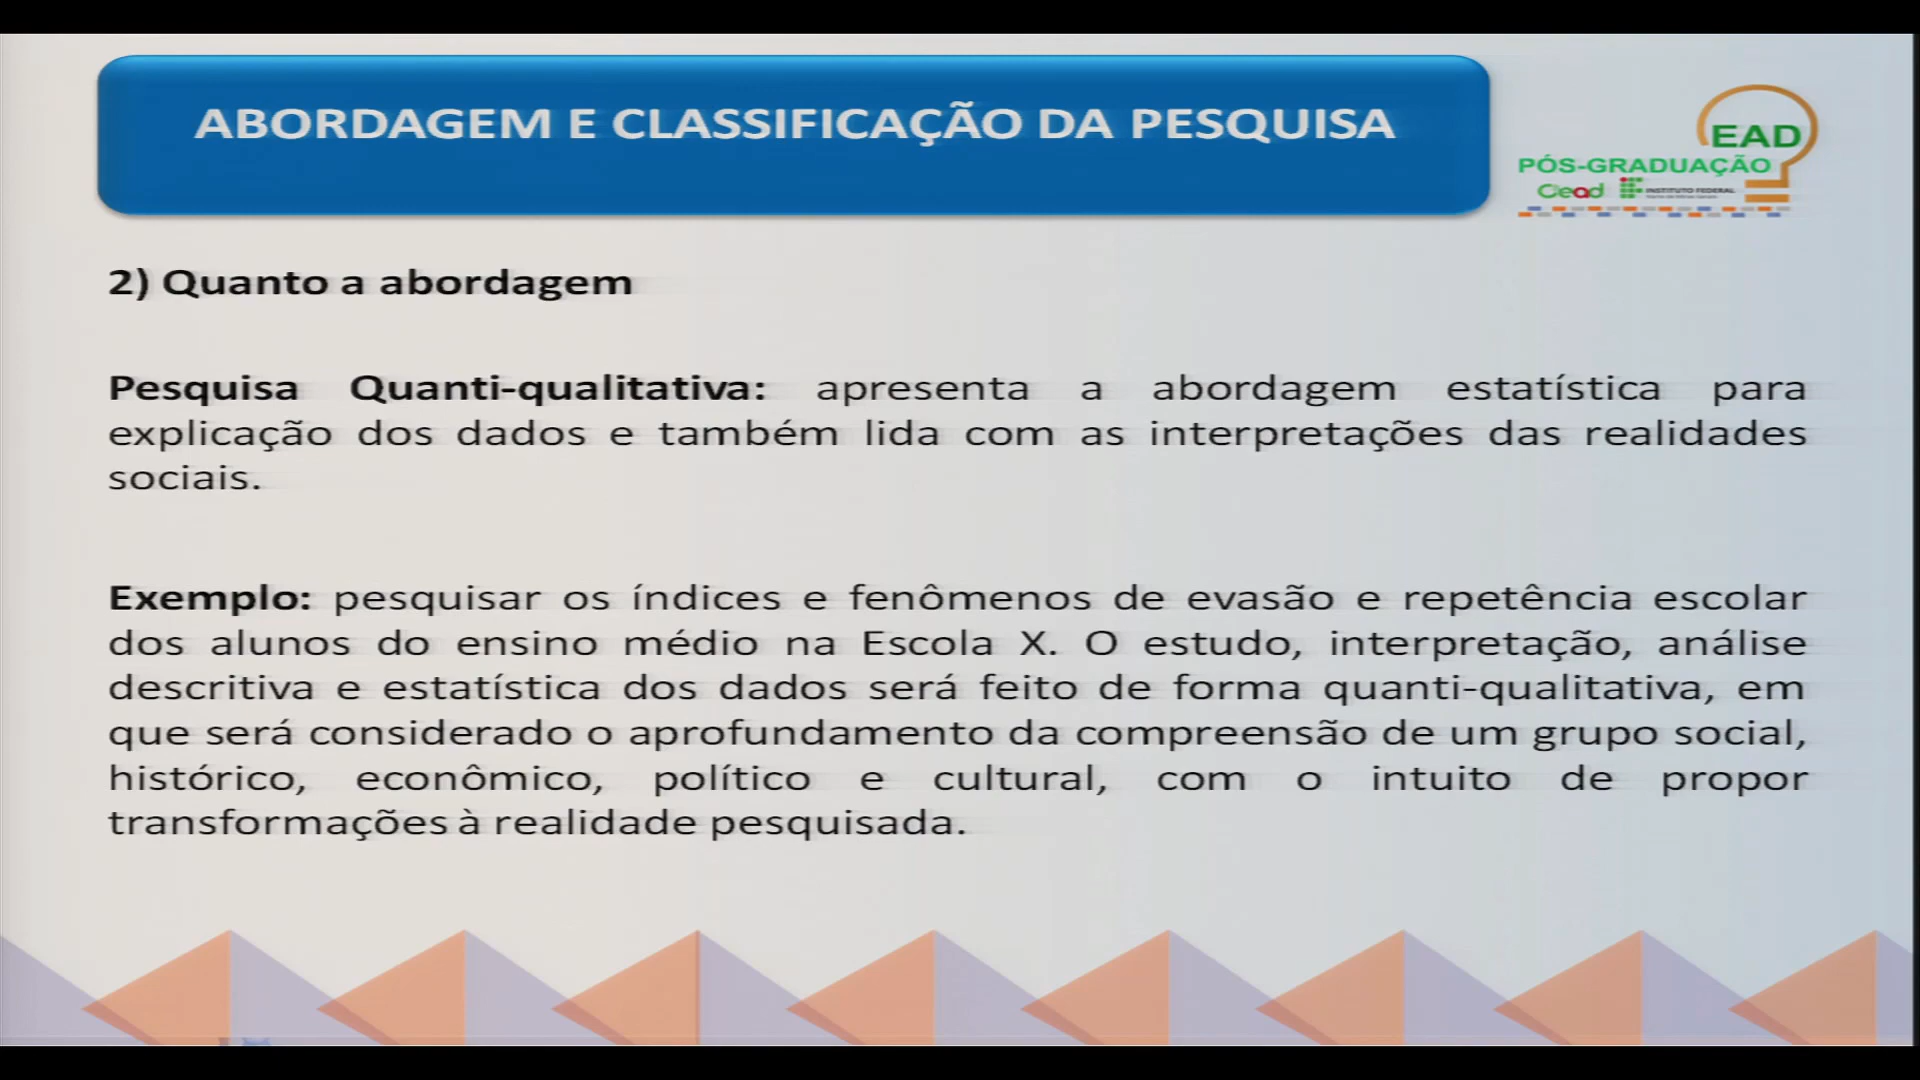 ABORDAGEM E CLASSIFICAÇÃO DA PESQUISA
EAD
PÓS-GRADUAÇÃO
Cead
INSTITUTO FEDERAL
2) Quanto a abordagem
Pesquisa Quanti-qualitativa: apresenta a abordagem estatística para
explicação dos dados e também lida com as interpretações das realidades
sociais.
Exemplo: pesquisar os índices e fenômenos de evasão e repetência escolar
dos alunos do ensino médio na Escola X. O estudo, interpretação, análise
descritiva e estatística dos dados será feito de forma quanti-qualitativa, em
que será considerado o aprofundamento da compreensão de um grupo social,
histórico, econômico, político e cultural, com o intuito de propor
transformações à realidade pesquisada.